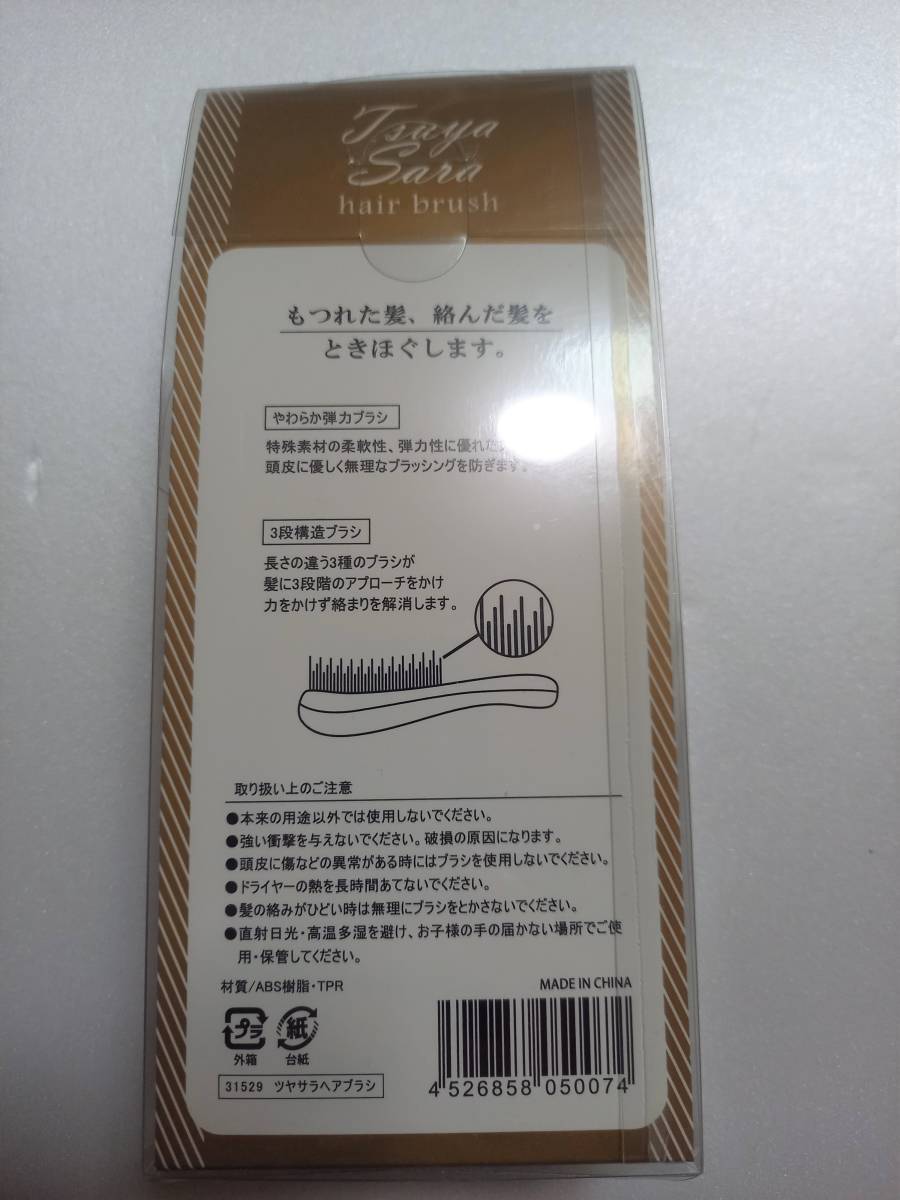 Tsuya
Sara
hair brush
もつれた髪、絡んだ髪を
ときほぐします。
やわらか弾力ブラシ
特殊素材の柔軟性、弾力性に優れた
頭皮に優しく無理なブラッシングを防ぎます。
3段構造ブラシ
長さの違う3種のブラシが
髪に3段階のアプローチをかけ
力をかけず絡まりを解消します。
取り扱い上のご注意
●本来の用途以外では使用しないでください。
●強い衝撃を与えないでください。破損の原因になります。
●頭皮に傷などの異常がある時にはブラシを使用しないでください。
●ドライヤーの熱を長時間あてないでください。
●髪の絡みがひどい時は無理にブラシをとかさないでください。
●直射日光・高温多湿を避け、お子様の手の届かない場所でご使
用・保管してください。
材質/ABS樹脂・TPR
MADE IN CHINA
プラ
紙
外箱
台紙
31529 ツヤサラヘアブラシ
4 526858 050074